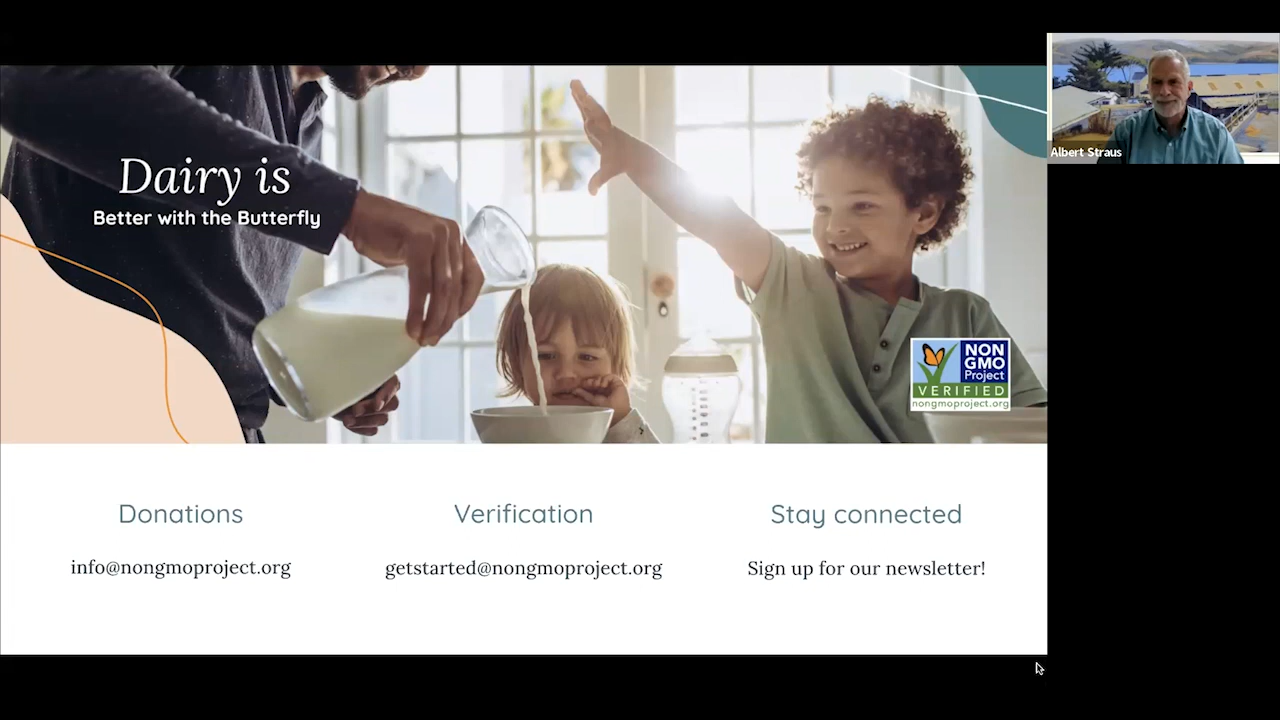 Dairy is
Better with the Butterfly
Albert Straus
NON
GMO
Project
VERIFIED
nongmoproject.org
Donations
info@nongmoproject.org
Verification
getstarted@nongmoproject.org
Stay connected
Sign up for our newsletter!